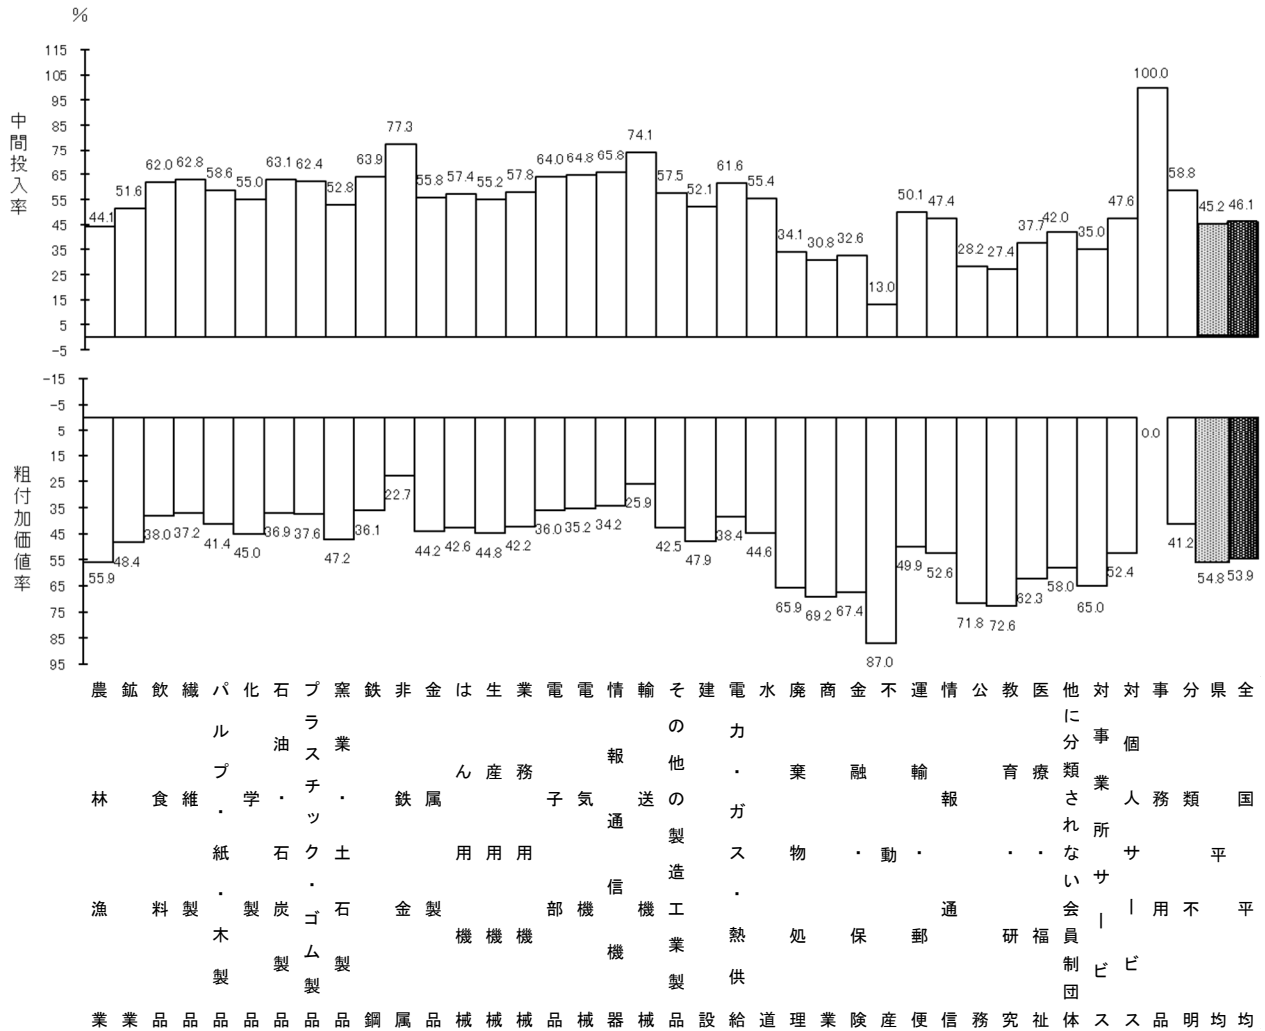 %
中間投入率
115
105
95
85
75
65
55
45
35
25
15
5
-5
44.1
51.6
62.0
62.8
58.6
55.0
63.1
62.4
52.8
63.9
77.3
55.8
57.4
55.2
57.8
64.0
64.8
65.8
74.1
57.5
52.1
61.6
55.4
34.1
30.8
32.6
13.0
50.1
47.4
28.2
27.4
37.7
42.0
35.0
47.6
100.0
58.8
45.2
46.1
粗付加価値率
-15
-5
5
15
25
35
45
55
65
75
85
95
55.9
48.4
38.0
37.2
41.4
45.0
36.9
37.6
47.2
36.1
22.7
44.2
42.6
44.8
42.2
36.0
35.2
34.2
25.9
42.5
47.9
38.4
44.6
65.9
69.2
67.4
87.0
49.9
52.6
71.8
72.6
62.3
58.0
65.0
52.4
0.0
41.2
54.8
53.9
農林漁業
鉱業
飲食料品
繊維製品
パルプ・紙・木製品
化学製品
石油・石炭製品
プラスチック・ゴム製品
窯業・土石製品
鉄鋼
非鉄金属
金属製品
はん用機械
生産用機械
業務用機械
電子部品
電気機械
情報通信機器
輸送機械
その他の製造工業製品
建設
電力・ガス・熱供給
水道
廃棄物処理
商業
金融・保険
不動産
運輸・郵便
情報通信
公務
教育・研究
医療・福祉
他に分類されない会員制団体
対事業所サービス
対個人サービス
事務用品
分類不明
県平均
全国平均